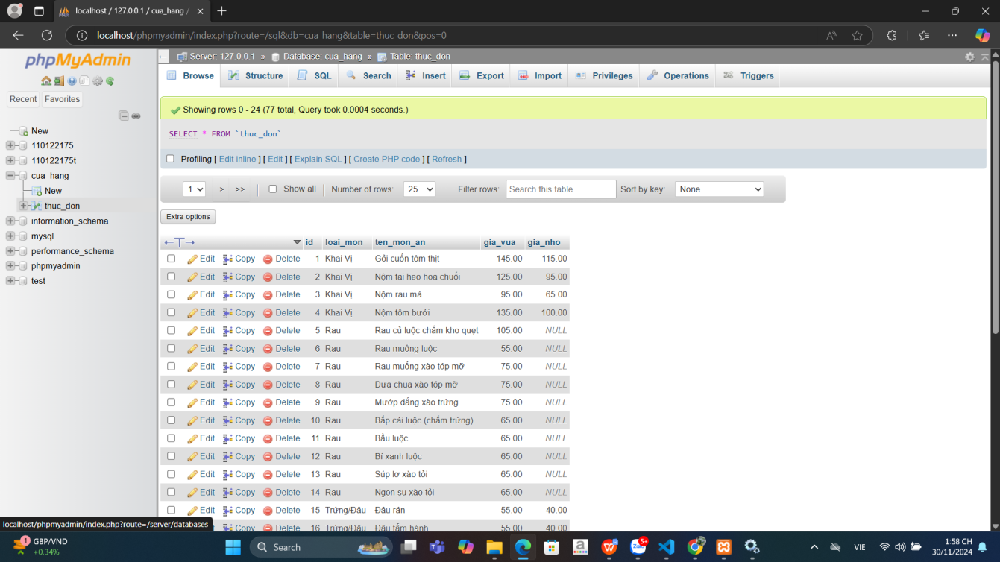 localhost / 127.0.0.1 / cua_hang /
localhost/phpmyadmin/index.php?route=/sql&db=cua_hang&table=thuc_don&pos=0
phpMyAdmin
Recent Favorites
New
110122175
110122175t
cua_hang
New
thuc_don
information_schema
mysql
performance_schema
phpmyadmin
test
Server: 127.0.0.1 » Database: cua_hang » Table: thuc_don
Browse Structure SQL Search Insert Export Import Privileges Operations Triggers
Showing rows 0 - 24 (77 total, Query took 0.0004 seconds.)
SELECT * FROM `thuc_don`
Profiling [ Edit inline ] [ Edit ] [ Explain SQL ] [ Create PHP code ] [ Refresh ]
1 > >> Show all Number of rows: 25 Filter rows: Search this table Sort by key: None
Extra options
id loai_mon ten_mon_an gia_vua gia_nho
Edit Copy Delete 1 Khai Vị Gỏi cuốn tôm thịt 145.00 115.00
Edit Copy Delete 2 Khai Vị Nộm tai heo hoa chuối 125.00 95.00
Edit Copy Delete 3 Khai Vị Nộm rau má 95.00 65.00
Edit Copy Delete 4 Khai Vị Nộm tôm bưởi 135.00 100.00
Edit Copy Delete 5 Rau Rau củ luộc chấm kho quẹt 105.00 NULL
Edit Copy Delete 6 Rau Rau muống luộc 55.00 NULL
Edit Copy Delete 7 Rau Rau muống xào tóp mỡ 75.00 NULL
Edit Copy Delete 8 Rau Dưa chua xào tóp mỡ 75.00 NULL
Edit Copy Delete 9 Rau Mướp đắng xào trứng 75.00 NULL
Edit Copy Delete 10 Rau Bắp cải luộc (chấm trứng) 65.00 NULL
Edit Copy Delete 11 Rau Bầu luộc 65.00 NULL
Edit Copy Delete 12 Rau Bí xanh luộc 65.00 NULL
Edit Copy Delete 13 Rau Súp lơ xào tỏi 65.00 NULL
Edit Copy Delete 14 Rau Ngọn su xào tỏi 65.00 NULL
Edit Copy Delete 15 Trứng/Đậu Đậu rán 55.00 40.00
Edit Copy Delete 16 Trứng/Đậu Đậu tẩm hành 55.00 40.00
localhost/phpmyadmin/index.php?route=/server/databases
1 GBP/VND
+0,34%
Search
5+
Zalo
VIE
1:58 CH
30/11/2024